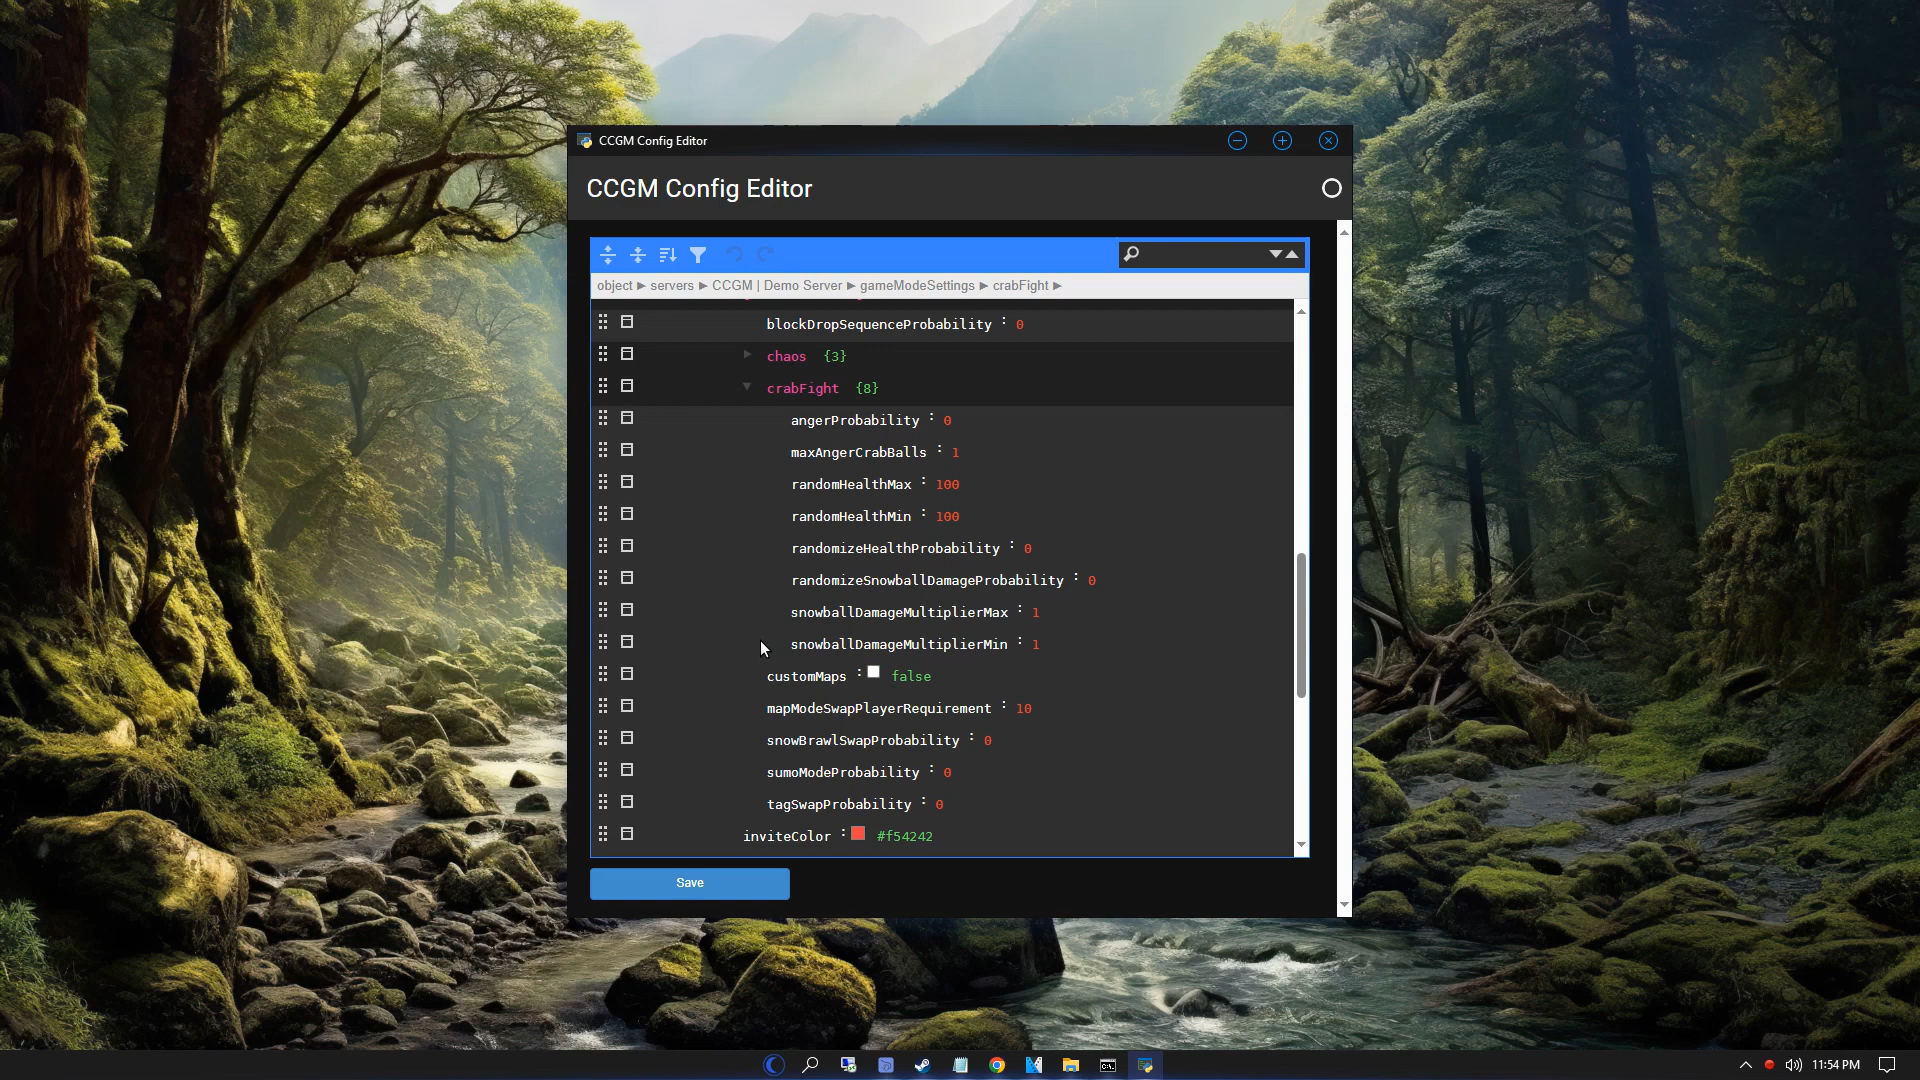 CCGM Config Editor
CCGM Config Editor
object ▶ servers ▶ CCGM | Demo Server ▶ gameModeSettings ▶ crabFight ▶
blockDropSequenceProbability : 0
chaos {3}
crabFight {8}
angerProbability : 0
maxAngerCrabBalls : 1
randomHealthMax : 100
randomHealthMin : 100
randomizeHealthProbability : 0
randomizeSnowballDamageProbability : 0
snowballDamageMultiplierMax : 1
snowballDamageMultiplierMin : 1
customMaps : false
mapModeSwapPlayerRequirement : 10
snowBrawlSwapProbability : 0
sumoModeProbability : 0
tagSwapProbability : 0
inviteColor : #f54242
Save
11:54 PM